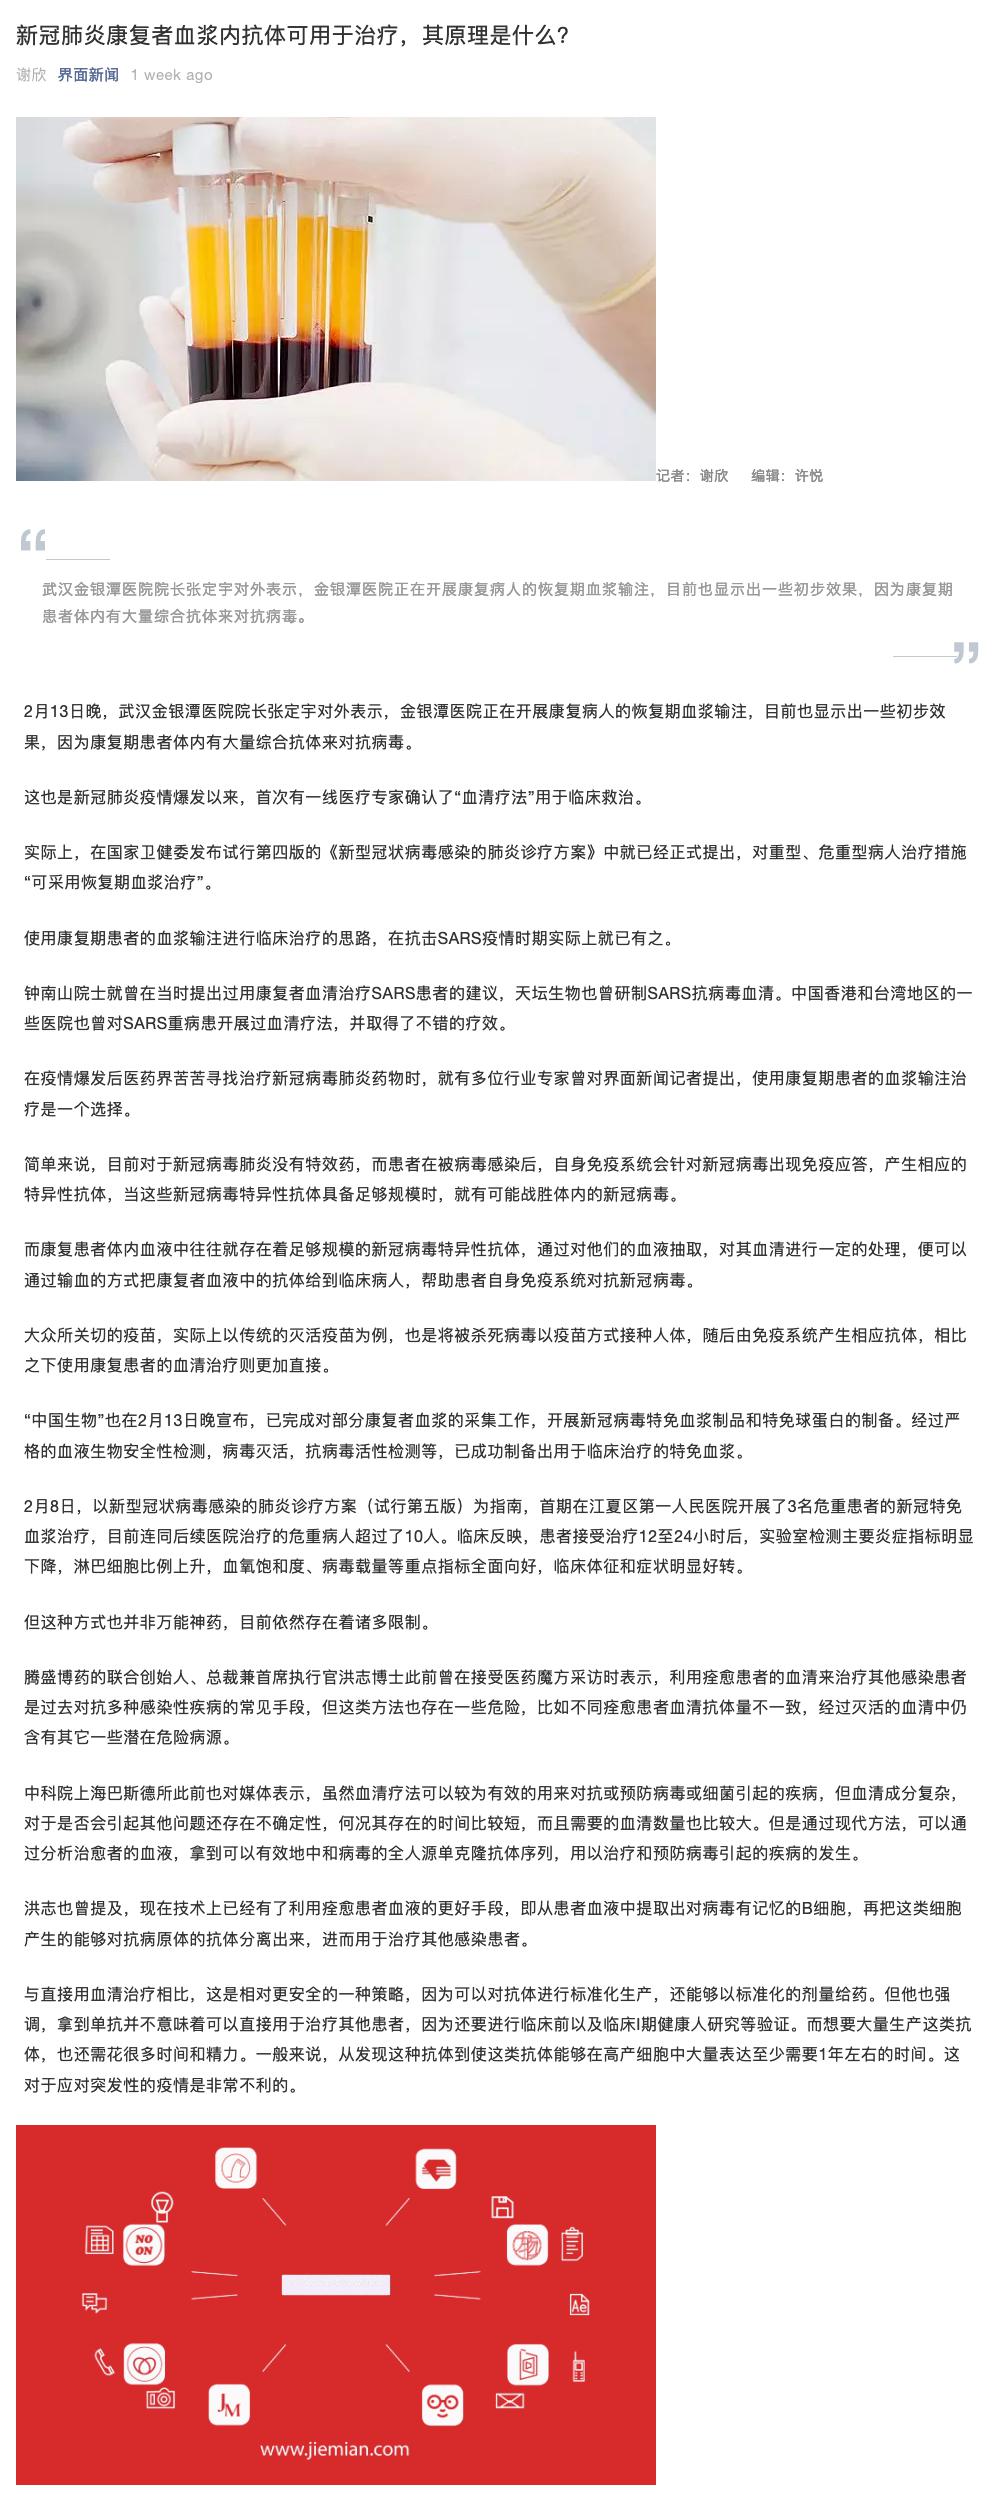 新冠肺炎康复者血浆内抗体可用于治疗，其原理是什么？
谢欣 界面新闻 1 week ago
记者：谢欣 编辑：许悦
“
武汉金银潭医院院长张定宇对外表示，金银潭医院正在开展康复病人的恢复期血浆输注，目前也显示出一些初步效果，因为康复期
患者体内有大量综合抗体来对抗病毒。
”
2月13日晚，武汉金银潭医院院长张定宇对外表示，金银潭医院正在开展康复病人的恢复期血浆输注，目前也显示出一些初步效
果，因为康复期患者体内有大量综合抗体来对抗病毒。
这也是新冠肺炎疫情爆发以来，首次有一线医疗专家确认了“血清疗法”用于临床救治。
实际上，在国家卫健委发布试行第四版的《新型冠状病毒感染的肺炎诊疗方案》中就已经正式提出，对重型、危重型病人治疗措施
“可采用恢复期血浆治疗”。
使用康复期患者的血浆输注进行临床治疗的思路，在抗击SARS疫情时期实际上就已有之。
钟南山院士就曾在当时提出过用康复者血清治疗SARS患者的建议，天坛生物也曾研制SARS抗病毒血清。中国香港和台湾地区的一
些医院也曾对SARS重病患开展过血清疗法，并取得了不错的疗效。
在疫情爆发后医药界苦苦寻找治疗新冠病毒肺炎药物时，就有多位行业专家曾对界面新闻记者提出，使用康复期患者的血浆输注治
疗是一个选择。
简单来说，目前对于新冠病毒肺炎没有特效药，而患者在被病毒感染后，自身免疫系统会针对新冠病毒出现免疫应答，产生相应的
特异性抗体，当这些新冠病毒特异性抗体具备足够规模时，就有可能战胜体内的新冠病毒。
而康复患者体内血液中往往就存在着足够规模的新冠病毒特异性抗体，通过对他们的血液抽取，对其血清进行一定的处理，便可以
通过输血的方式把康复者血液中的抗体给到临床病人，帮助患者自身免疫系统对抗新冠病毒。
大众所关切的疫苗，实际上以传统的灭活疫苗为例，也是将被杀死病毒以疫苗方式接种人体，随后由免疫系统产生相应抗体，相比
之下使用康复患者的血清治疗则更加直接。
“中国生物”也在2月13日晚宣布，已完成对部分康复者血浆的采集工作，开展新冠病毒特免血浆制品和特免球蛋白的制备。经过严
格的血液生物安全性检测，病毒灭活，抗病毒活性检测等，已成功制备出用于临床治疗的特免血浆。
2月8日，以新型冠状病毒感染的肺炎诊疗方案（试行第五版）为指南，首期在江夏区第一人民医院开展了3名危重患者的新冠特免
血浆治疗，目前连同后续医院治疗的危重病人超过了10人。临床反映，患者接受治疗12至24小时后，实验室检测主要炎症指标明显
下降，淋巴细胞比例上升，血氧饱和度、病毒载量等重点指标全面向好，临床体征和症状明显好转。
但这种方式也并非万能神药，目前依然存在着诸多限制。
腾盛博药的联合创始人、总裁兼首席执行官洪志博士此前曾在接受医药魔方采访时表示，利用痊愈患者的血清来治疗其他感染患者
是过去对抗多种感染性疾病的常见手段，但这类方法也存在一些危险，比如不同痊愈患者血清抗体量不一致，经过灭活的血清中仍
含有其它一些潜在危险病源。
中科院上海巴斯德所此前也对媒体表示，虽然血清疗法可以较为有效的用来对抗或预防病毒或细菌引起的疾病，但血清成分复杂，
对于是否会引起其他问题还存在不确定性，何况其存在的时间比较短，而且需要的血清数量也比较大。但是通过现代方法，可以通
过分析治愈者的血液，拿到可以有效地中和病毒的全人源单克隆抗体序列，用以治疗和预防病毒引起的疾病的发生。
洪志也曾提及，现在技术上已经有了利用痊愈患者血液的更好手段，即从患者血液中提取出对病毒有记忆的B细胞，再把这类细胞
产生的能够对抗病原体的抗体分离出来，进而用于治疗其他感染患者。
与直接用血清治疗相比，这是相对更安全的一种策略，因为可以对抗体进行标准化生产，还能够以标准化的剂量给药。但他也强
调，拿到单抗并不意味着可以直接用于治疗其他患者，因为还要进行临床前以及临床I期健康人研究等验证。而想要大量生产这类抗
体，也还需花很多时间和精力。一般来说，从发现这种抗体到使这类抗体能够在高产细胞中大量表达至少需要1年左右的时间。这
对于应对突发性的疫情是非常不利的。
NO
ON
物
Ae
JM
www.jiemian.com